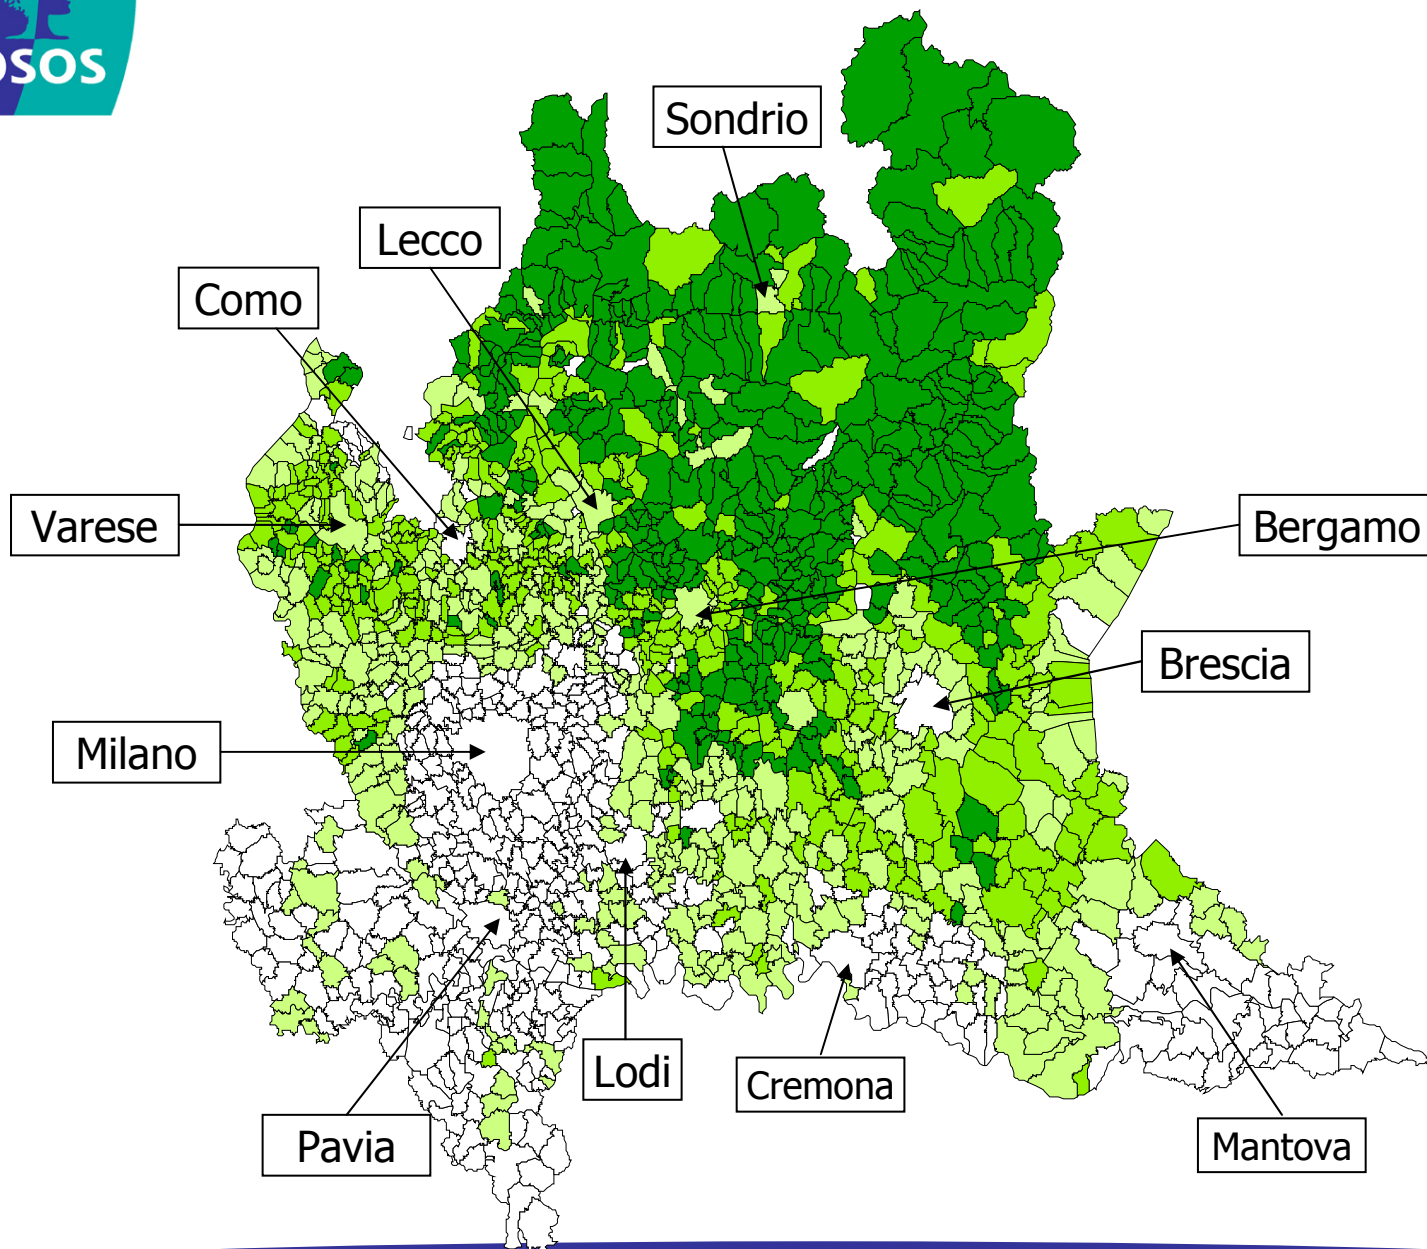 SOS
Sondrio
Lecco
Como
Varese
Bergamo
Brescia
Milano
Lodi
Cremona
Pavia
Mantova